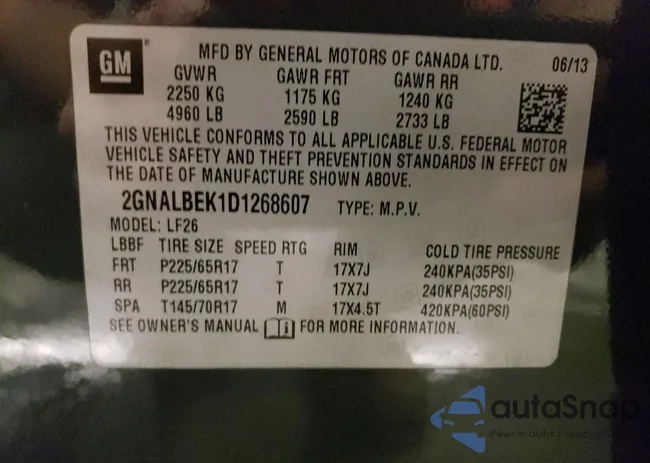 GM
MFD BY GENERAL MOTORS OF CANADA LTD. 06/13
GVWR GAWR FRT GAWR RR
2250 KG 1175 KG 1240 KG
4960 LB 2590 LB 2733 LB
THIS VEHICLE CONFORMS TO ALL APPLICABLE U.S. FEDERAL MOTOR
VEHICLE SAFETY AND THEFT PREVENTION STANDARDS IN EFFECT ON
THE DATE OF MANUFACTURE SHOWN ABOVE.
2GNALBEK1D1268607 TYPE: M.P.V.
MODEL: LF26
LBBF TIRE SIZE SPEED RTG RIM COLD TIRE PRESSURE
FRT P225/65R17 T 17X7J 240KPA(35PSI)
RR P225/65R17 T 17X7J 240KPA(35PSI)
SPA T145/70R17 M 17X4.5T 420KPA(60PSI)
SEE OWNER'S MANUAL FOR MORE INFORMATION.
autaSnap
Pewne auta z